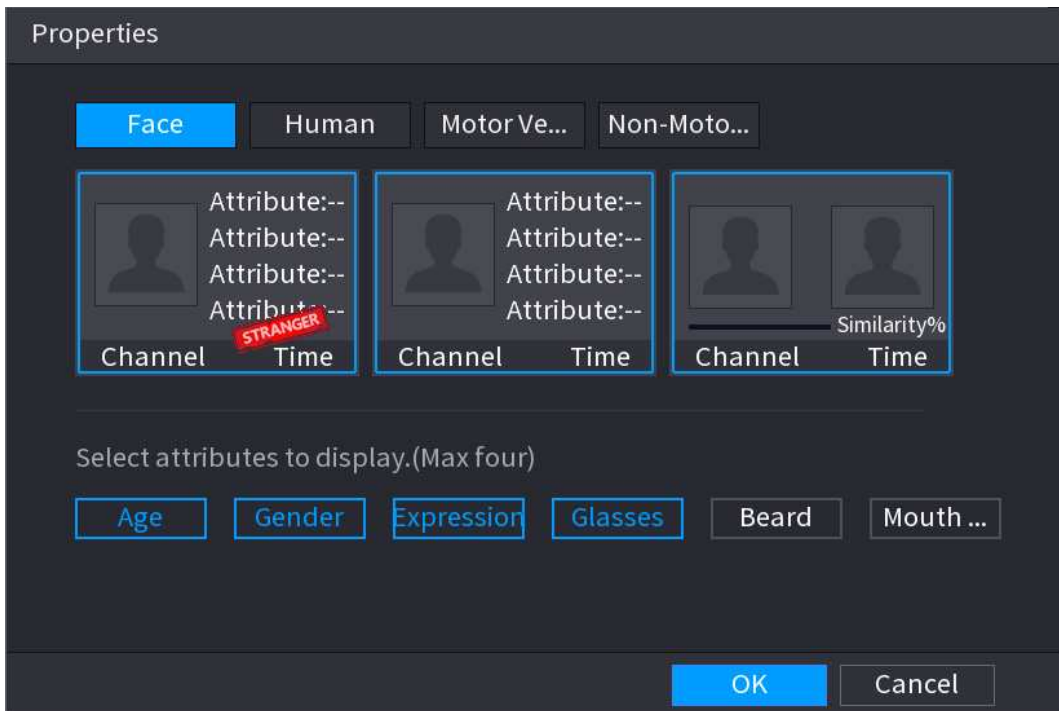 Properties
Face Human Motor Ve... Non-Moto...
Attribute:-- Attribute:--
Attribute:-- Attribute:--
Attribute:-- Attribute:--
Attribute:-- Attribute:--
STRANGER Similarity%
Channel Time Channel Time Channel Time
Select attributes to display.(Max four)
Age Gender Expression Glasses Beard Mouth ...
OK Cancel